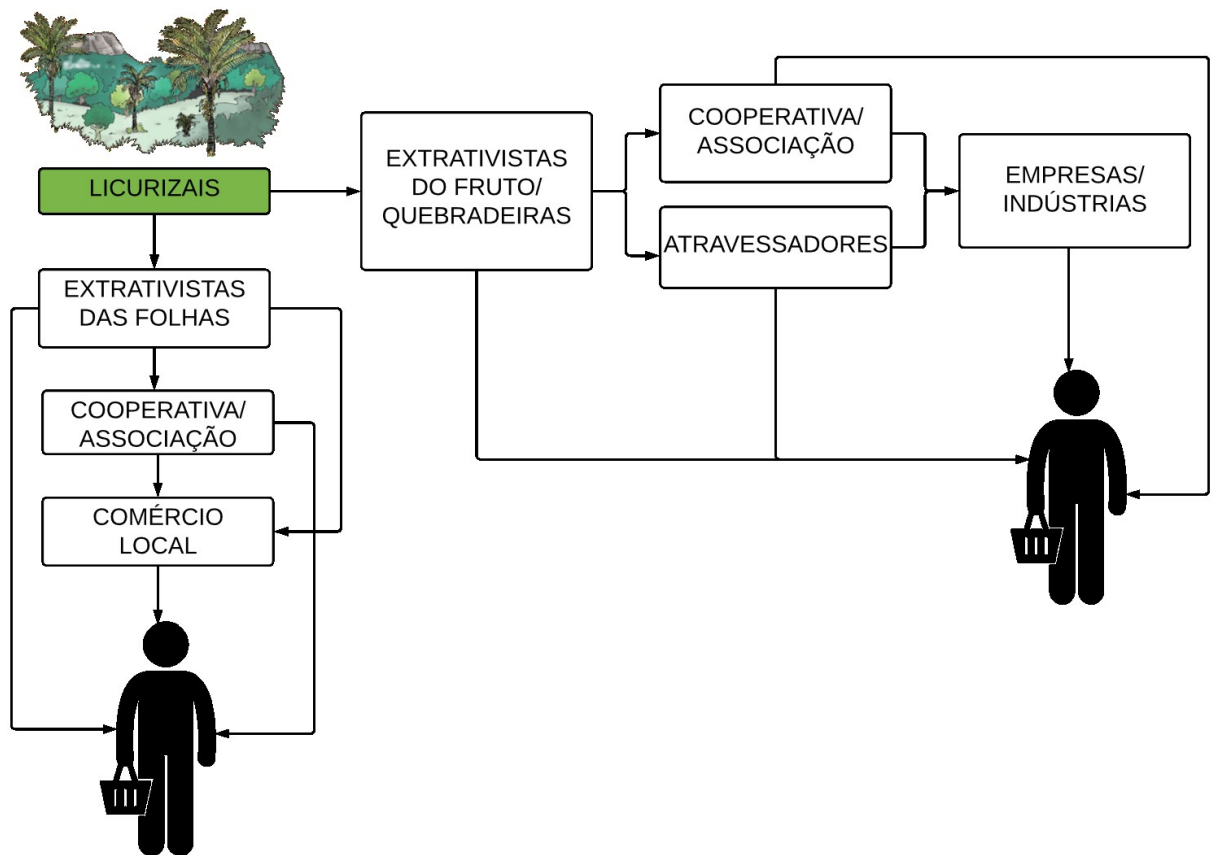 LICURIZAIS
EXTRATIVISTAS
DAS FOLHAS
COOPERATIVA/
ASSOCIAÇÃO
COMÉRCIO
LOCAL
EXTRATIVISTAS
DO FRUTO/
QUEBRADEIRAS
COOPERATIVA/
ASSOCIAÇÃO
ATRAVESSADORES
EMPRESAS/
INDÚSTRIAS